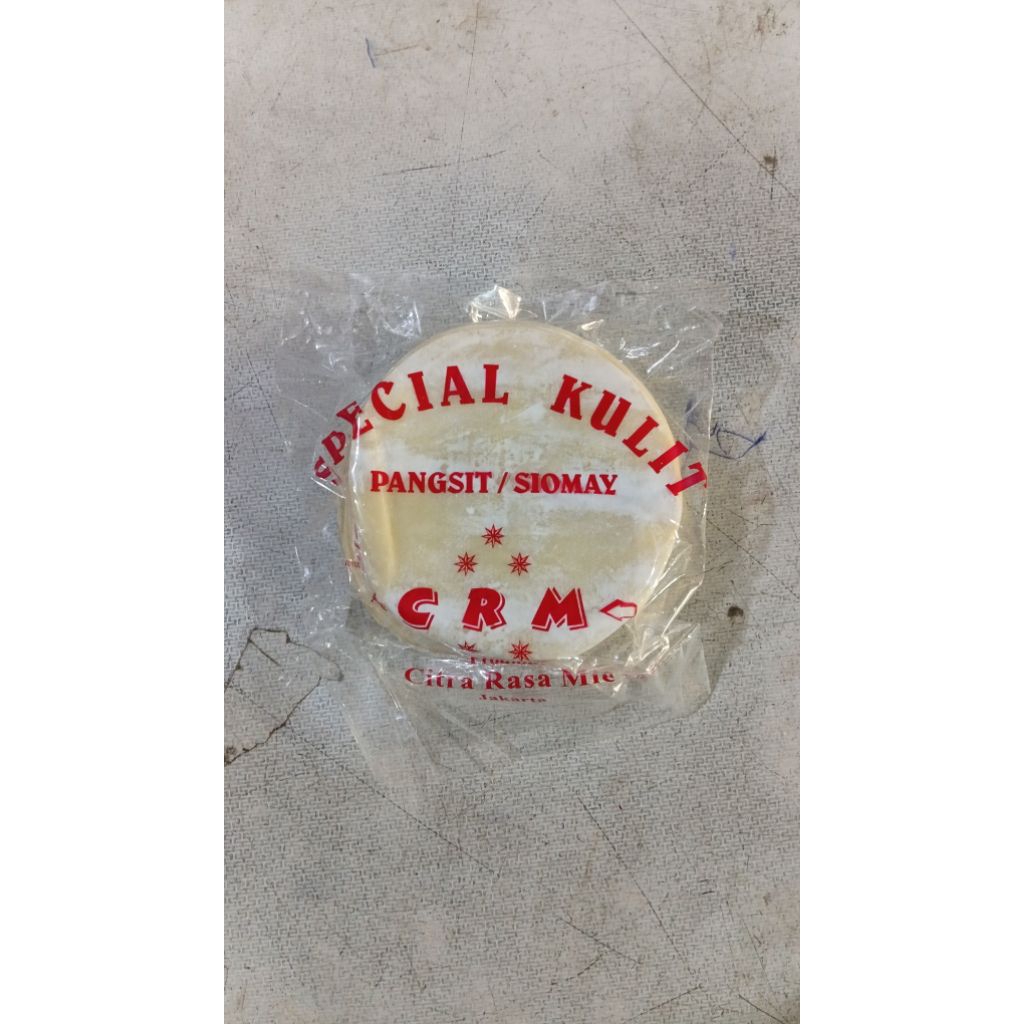 SPECIAL KULIT
PANGSIT / SIOMAY
CRM
Citra Rasa Mie
Jakarta